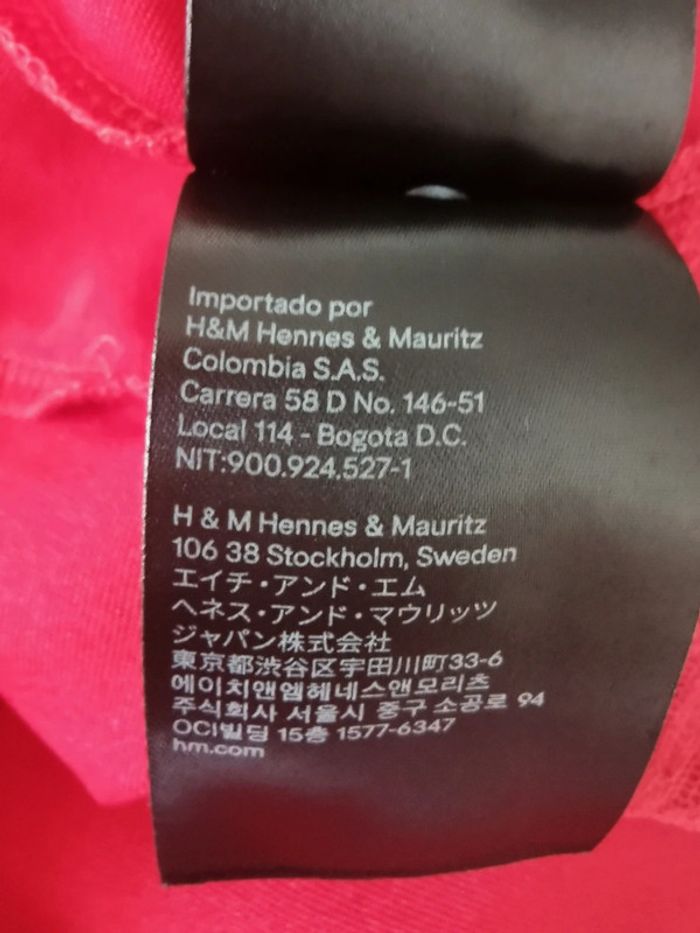 Importado por
H&M Hennes & Mauritz
Colombia S.A.S.
Carrera 58 D No. 146-51
Local 114 - Bogota D.C.
NIT:900.924.527-1
H & M Hennes & Mauritz
106 38 Stockholm, Sweden
エイチ・アンド・エム
ヘネス・アンド・マウリッツ
ジャパン株式会社
東京都渋谷区宇田川町33-6
에이치앤엠헤네스앤모리츠
주식회사 서울시 중구 소공로 94
OCI빌딩 15층 1577-6347
hm.com